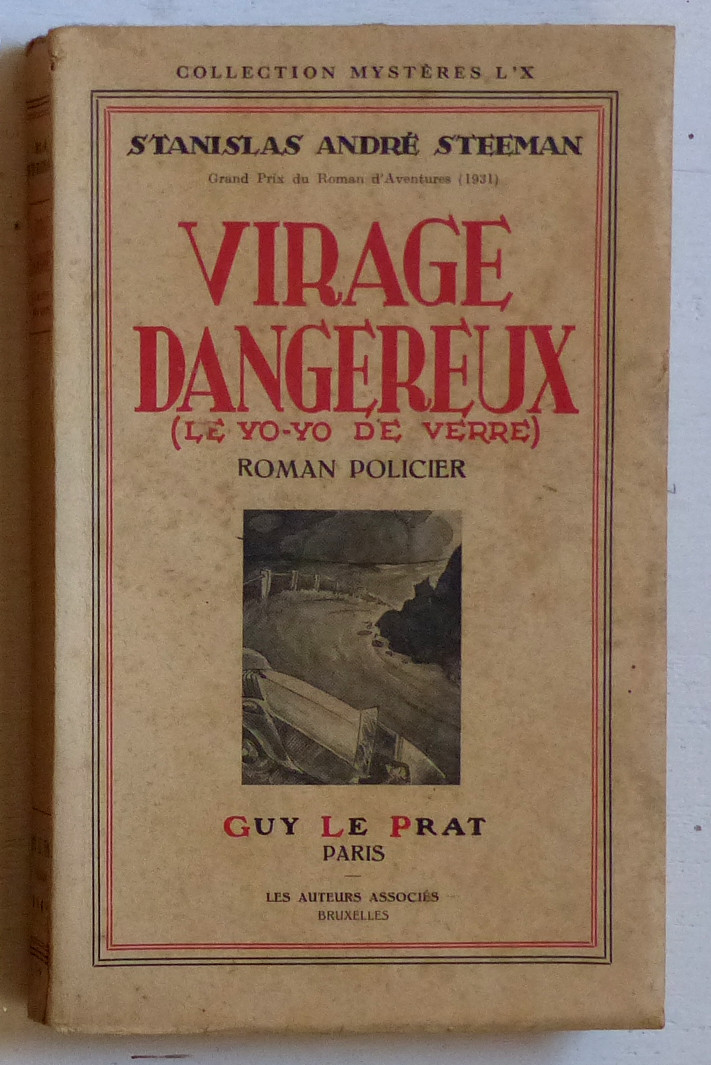 COLLECTION MYSTÈRES L'X
STANISLAS ANDRÉ STEEMAN
Grand Prix du Roman d'Aventures (1931)
VIRAGE
DANGEREUX
(LE YO-YO DE VERRE)
ROMAN POLICIER
GUY LE PRAT
PARIS
LES AUTEURS ASSOCIÉS
BRUXELLES